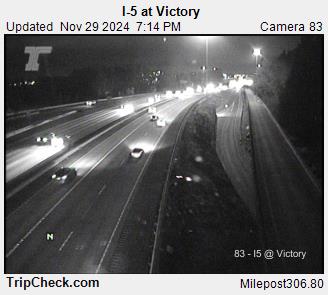 I-5 at Victory
Updated Nov 29 2024 7:14 PM Camera 83
T
N
83 - I5 @ Victory
TripCheck.com Milepost306.80